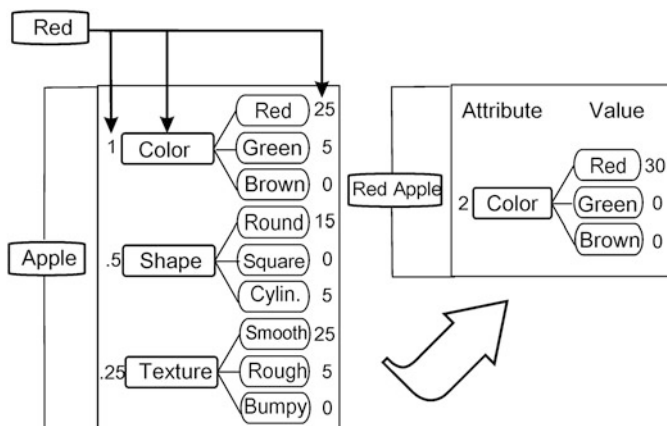 Red
Apple
1 Color
Red 25
Green 5
Brown 0
.5 Shape
Round 15
Square 0
Cylin. 5
.25 Texture
Smooth 25
Rough 5
Bumpy 0
Red Apple
Attribute Value
2 Color
Red 30
Green 0
Brown 0